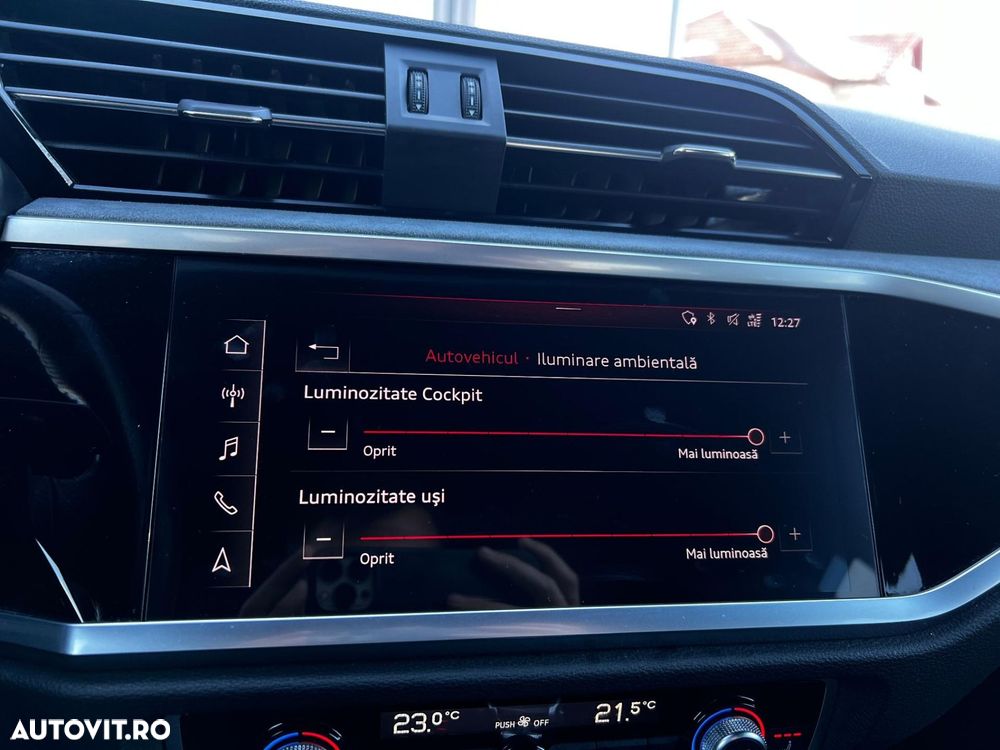 12:27
Autovehicul · Iluminare ambientală
Luminozitate Cockpit
− +
Oprit Mai luminoasă
Luminozitate uși
− +
Oprit Mai luminoasă
23.0°C PUSH OFF 21.5°C
AUTOVIT.RO